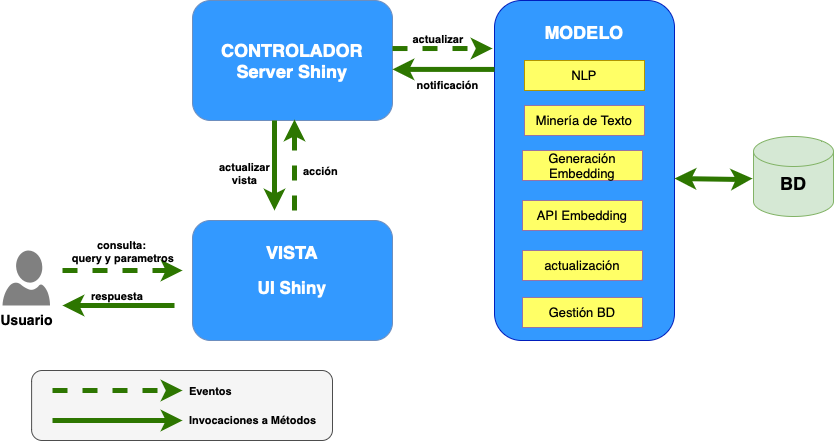 CONTROLADOR
Server Shiny
actualizar
notificación
MODELO
NLP
Minería de Texto
Generación
Embedding
API Embedding
actualización
Gestión BD
BD
actualizar
vista
acción
VISTA
UI Shiny
consulta:
query y parametros
respuesta
Usuario
Eventos
Invocaciones a Métodos